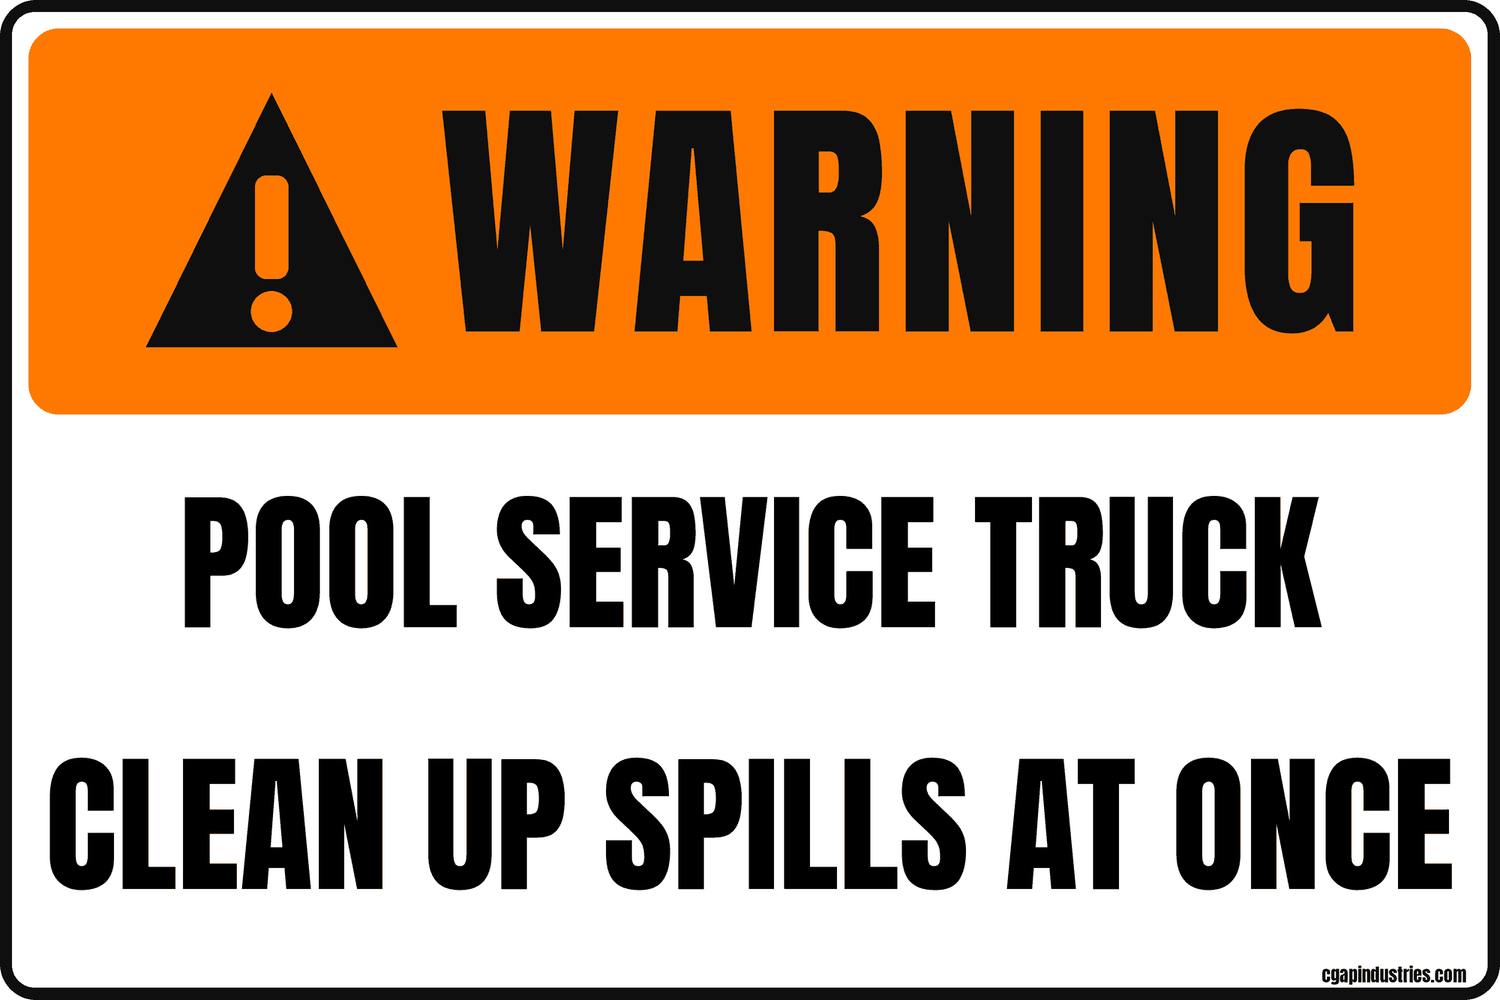 WARNING
POOL SERVICE TRUCK
CLEAN UP SPILLS AT ONCE
cgapindustries.com